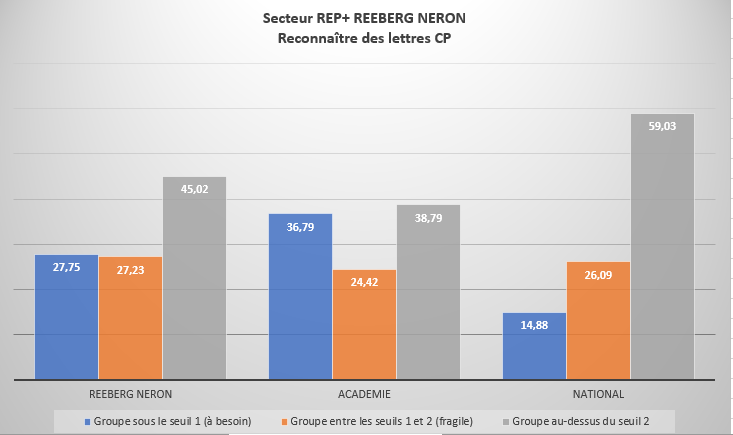 Secteur REP+ REEBERG NERON
Reconnaître des lettres CP
27,75
27,23
45,02
36,79
24,42
38,79
14,88
26,09
59,03
REEBERG NERON
ACADEMIE
NATIONAL
Groupe sous le seuil 1 (à besoin)
Groupe entre les seuils 1 et 2 (fragile)
Groupe au-dessus du seuil 2